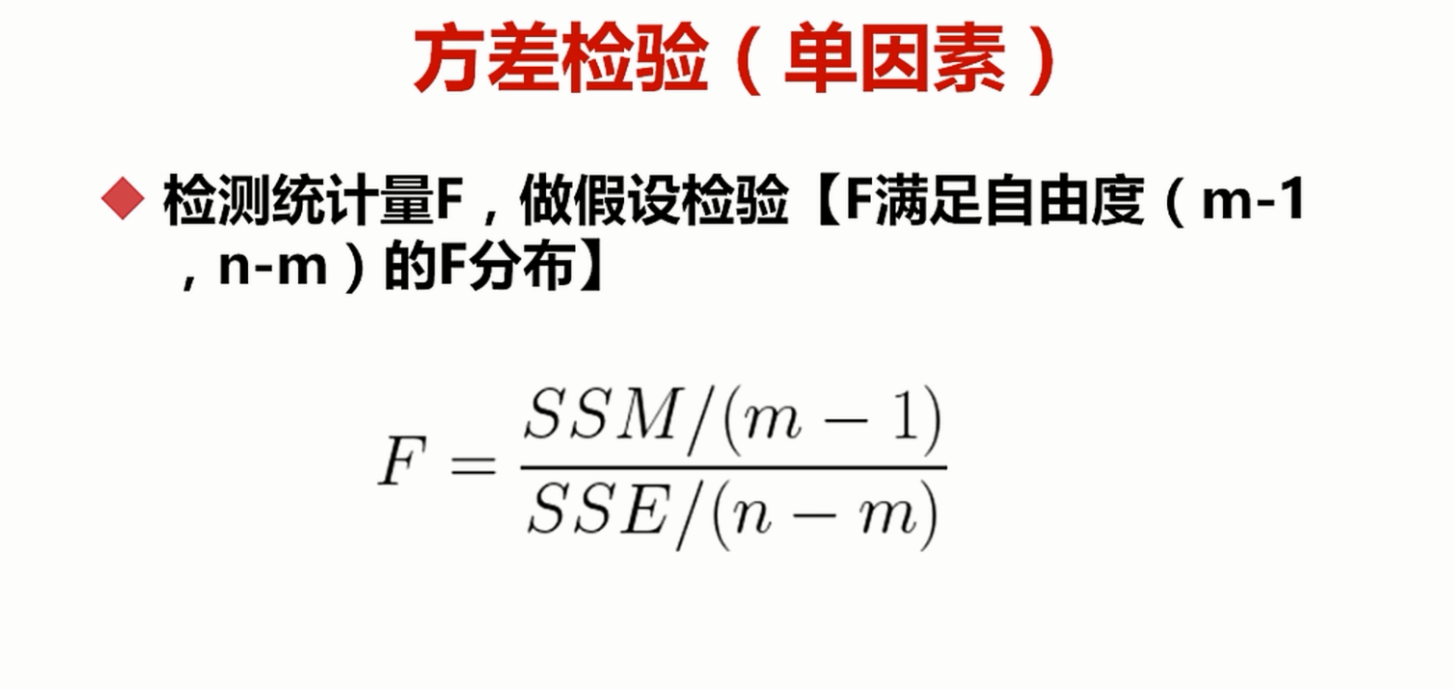 方差检验（单因素）
检测统计量F，做假设检验【F满足自由度（m-1
，n-m）的F分布】
F = \frac{SSM/(m-1)}{SSE/(n-m)}